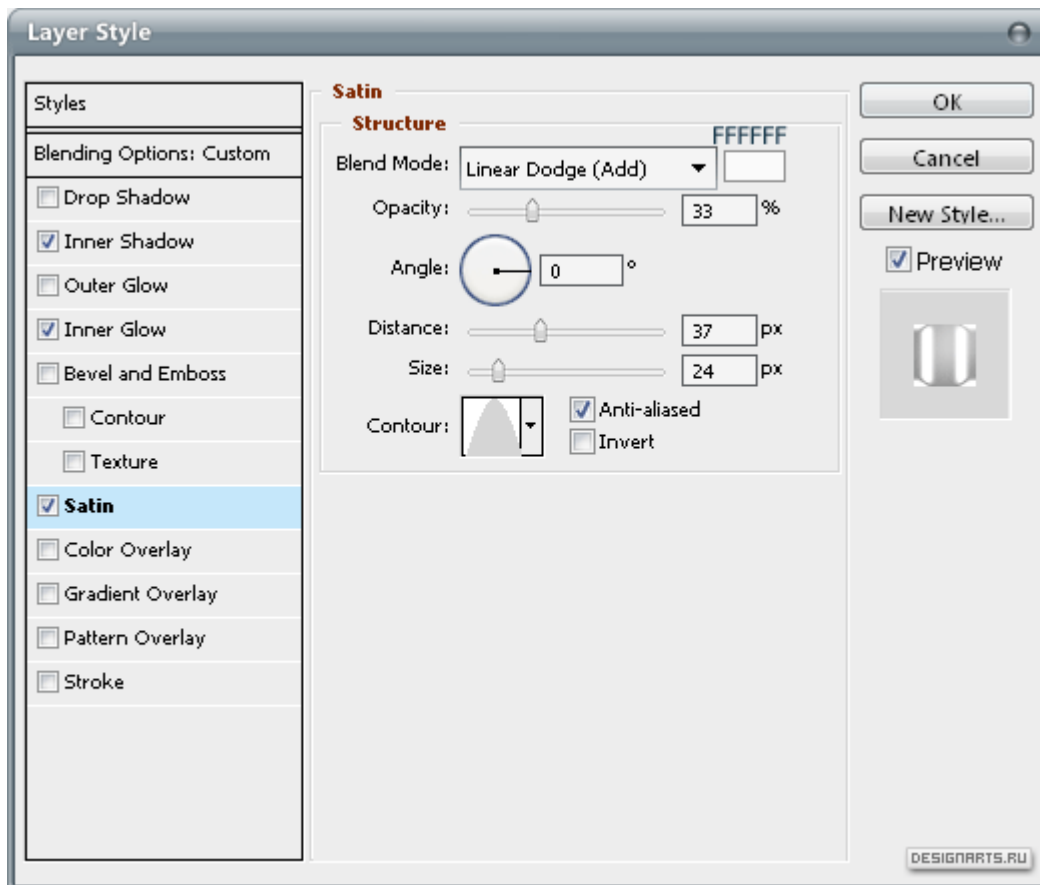 Layer Style
Styles
Blending Options: Custom
Drop Shadow
Inner Shadow
Outer Glow
Inner Glow
Bevel and Emboss
Contour
Texture
Satin
Color Overlay
Gradient Overlay
Pattern Overlay
Stroke
Satin
Structure
FFFFFF
Blend Mode: Linear Dodge (Add)
Opacity: 33 %
Angle: 0 °
Distance: 37 px
Size: 24 px
Contour:
Anti-aliased
Invert
OK
Cancel
New Style...
Preview
DESIGNARTS.RU